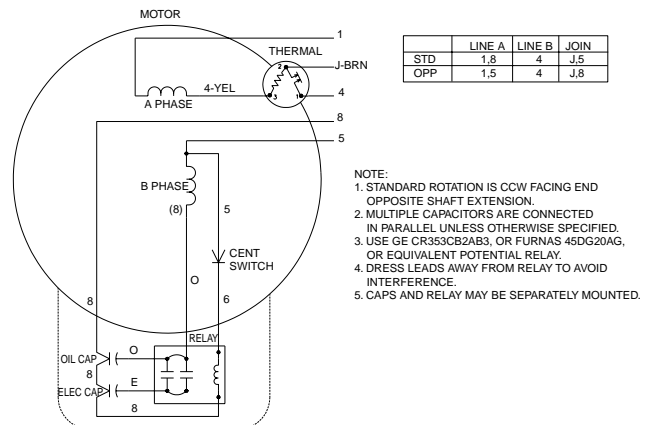 MOTOR
1
THERMAL
2
J-BRN
4-YEL
3
1
4
A PHASE
8
5
B PHASE
(8)
5
CENT
SWITCH
O
8
6
RELAY
OIL CAP
O
8
ELEC CAP
E
8
LINE A LINE B JOIN
STD 1,8 4 J,5
OPP 1,5 4 J,8
NOTE:
1. STANDARD ROTATION IS CCW FACING END
OPPOSITE SHAFT EXTENSION.
2. MULTIPLE CAPACITORS ARE CONNECTED
IN PARALLEL UNLESS OTHERWISE SPECIFIED.
3. USE GE CR353CB2AB3, OR FURNAS 45DG20AG,
OR EQUIVALENT POTENTIAL RELAY.
4. DRESS LEADS AWAY FROM RELAY TO AVOID
INTERFERENCE.
5. CAPS AND RELAY MAY BE SEPARATELY MOUNTED.